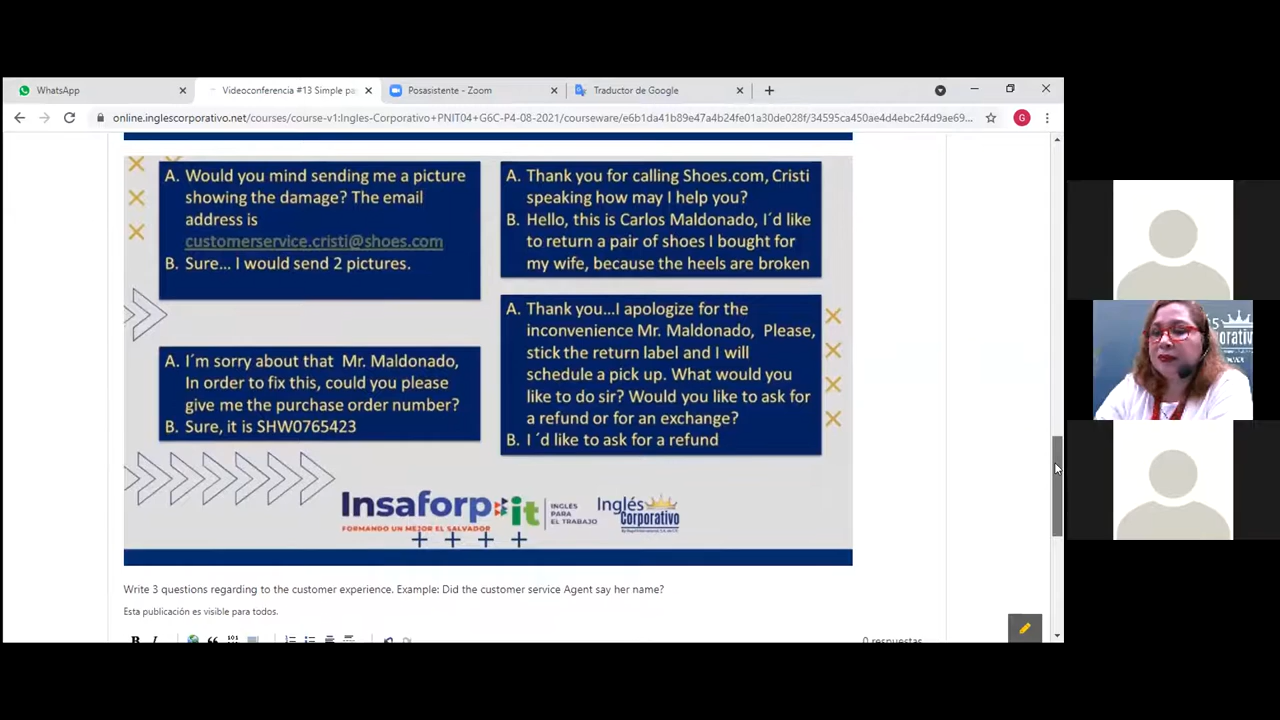 WhatsApp
Videoconferencia #13 Simple pa
Posasistente - Zoom
Traductor de Google
online.inglescorporativo.net/courses/course-v1:Ingles-Corporativo+PNIT04+G6C-P4-08-2021/courseware/e6b1da41b89e47a4b24fe01a30de028f/34595ca450ae4d4ebc2f4d9ae69...
G
A. Would you mind sending me a picture
showing the damage? The email
address is
customerservice.cristi@shoes.com
B. Sure... I would send 2 pictures.
A. Thank you for calling Shoes.com, Cristi
speaking how may I help you?
B. Hello, this is Carlos Maldonado, I´d like
to return a pair of shoes I bought for
my wife, because the heels are broken
A. I´m sorry about that Mr. Maldonado,
In order to fix this, could you please
give me the purchase order number?
B. Sure, it is SHW0765423
A. Thank you...I apologize for the
inconvenience Mr. Maldonado, Please,
stick the return label and I will
schedule a pick up. What would you
like to do sir? Would you like to ask for
a refund or for an exchange?
B. I ´d like to ask for a refund
Insaforp it
FORMANDO UN MEJOR EL SALVADOR
INGLÉS
PARA
EL TRABAJO
Inglés
Corporativo
Write 3 questions regarding to the customer experience. Example: Did the customer service Agent say her name?
Esta publicación es visible para todos.
0 respuestas